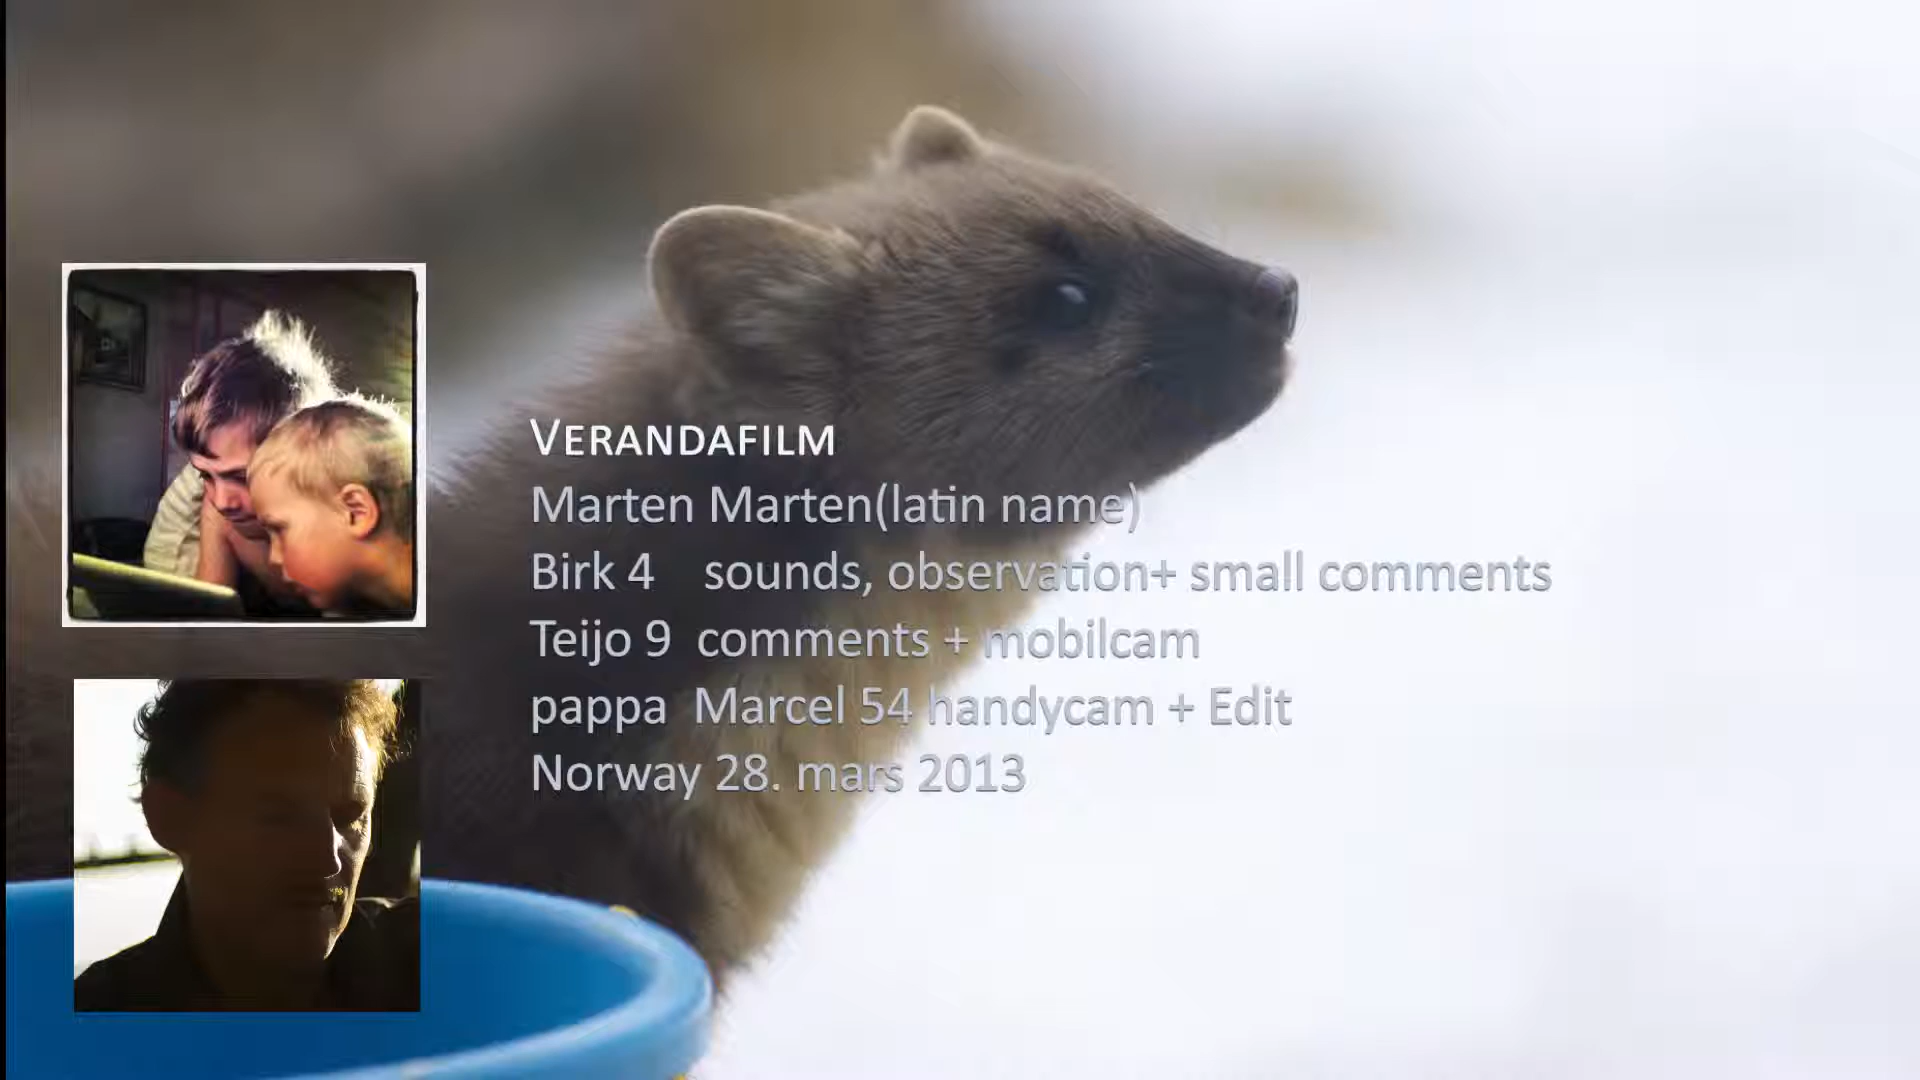 VERANDAFILM
Marten Marten(latin name)
Birk 4 sounds, observation+ small comments
Teijo 9 comments + mobilcam
pappa Marcel 54 handycam + Edit
Norway 28. mars 2013